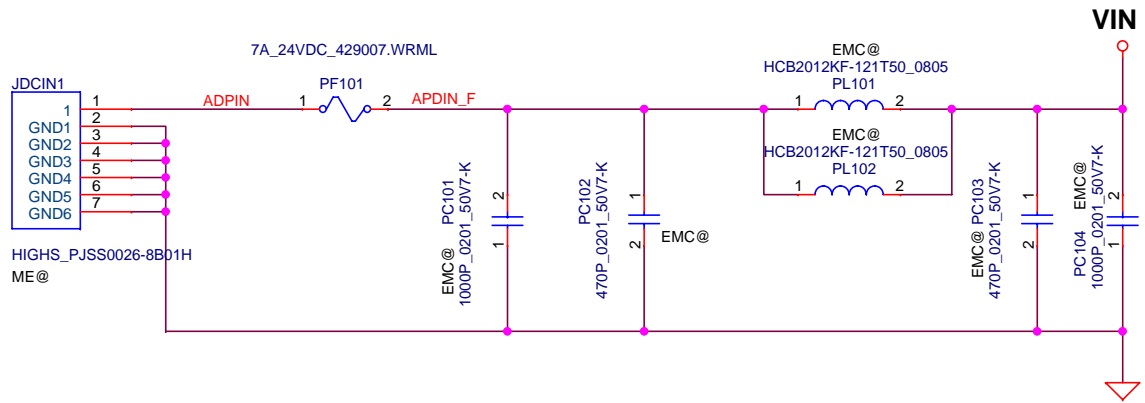 VIN
7A_24VDC_429007.WRML
EMC@
HCB2012KF-121T50_0805
PL101
JDCIN1
PF101
1
1
ADPIN
1
2
APDIN_F
1
2
GND1
2
GND2
3
GND3
4
GND4
5
GND5
6
GND6
7
EMC@
HCB2012KF-121T50_0805
PL102
1
2
HIGHS_PJSS0026-8B01H
ME@
EMC@ PC101
1000P_0201_50V7-K
2
1
PC102
470P_0201_50V7-K
1
2
EMC@
EMC@ PC103
470P_0201_50V7-K
1
2
PC104 EMC@
1000P_0201_50V7-K
2
1